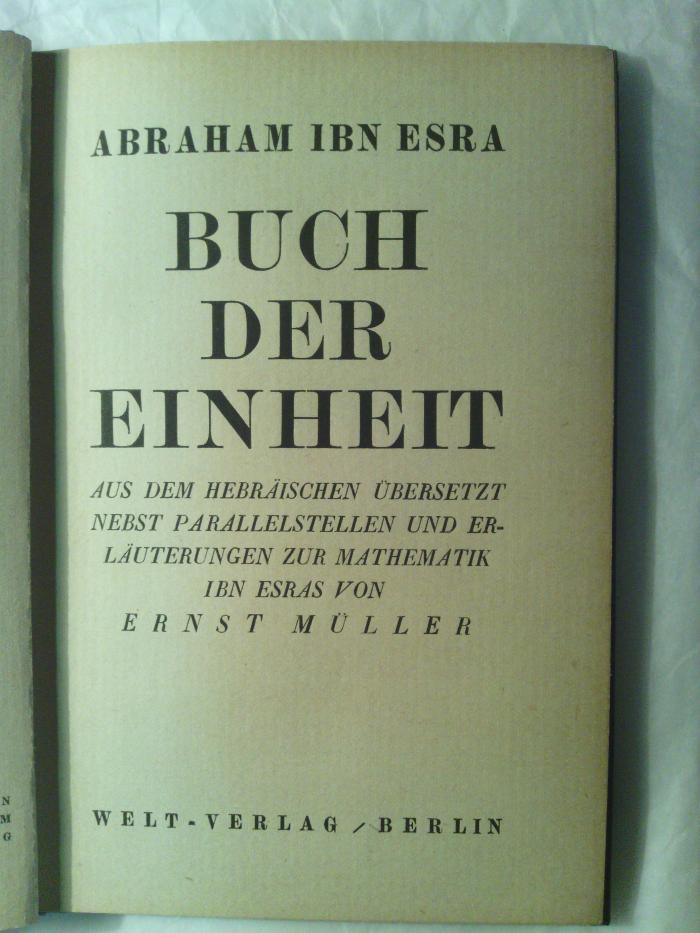 ABRAHAM IBN ESRA
BUCH
DER
EINHEIT
AUS DEM HEBRÄISCHEN ÜBERSETZT
NEBST PARALLELSTELLEN UND ER-
LÄUTERUNGEN ZUR MATHEMATIK
IBN ESRAS VON
ERNST MÜLLER
WELT-VERLAG / BERLIN
N
M
G